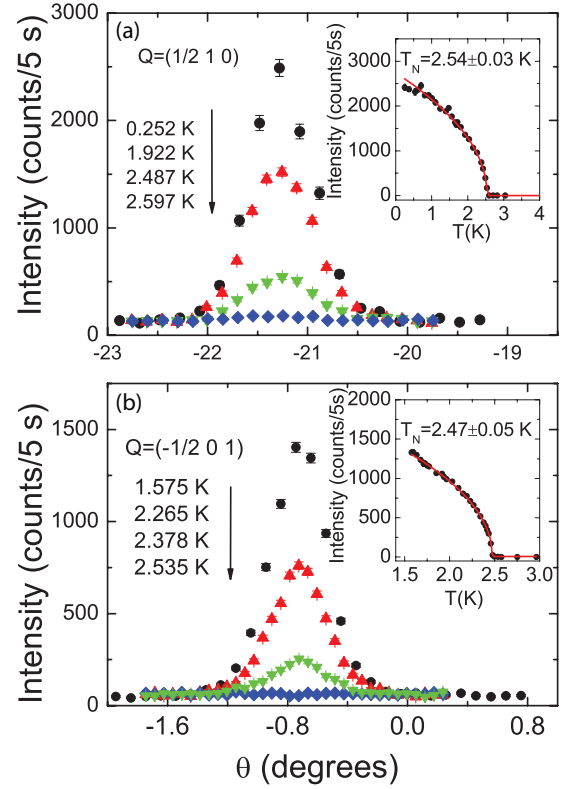 (a)
Q=(1/2 1 0)
0.252 K
1.922 K
2.487 K
2.597 K
Intensity (counts/5 s)
3000
2000
1000
0
-23 -22 -21 -20 -19
T_N=2.54±0.03 K
Intensity (counts/5s)
3000
2000
1000
0
0 1 2 3 4
T(K)
(b)
Q=(-1/2 0 1)
1.575 K
2.265 K
2.378 K
2.535 K
Intensity (counts/5 s)
1500
1000
500
0
-1.6 -0.8 0.0 0.8
θ (degrees)
T_N=2.47±0.05 K
Intensity (counts/5s)
1500
1000
500
0
1.5 2.0 2.5 3.0
T(K)